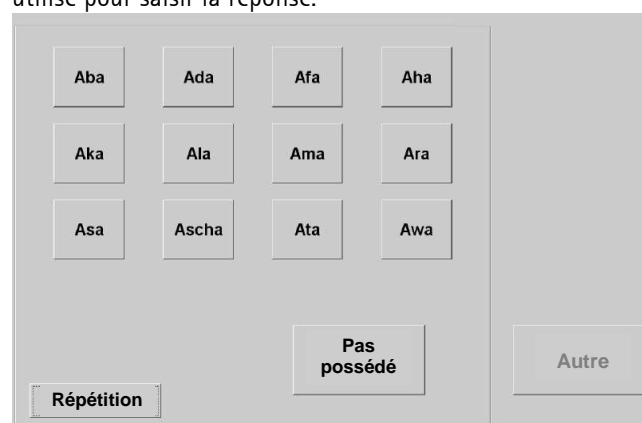 utilisé pour saisir la réponse.
Aba Ada Afa Aha
Aka Ala Ama Ara
Asa Ascha Ata Awa
Pas
possédé
Autre
Répétition